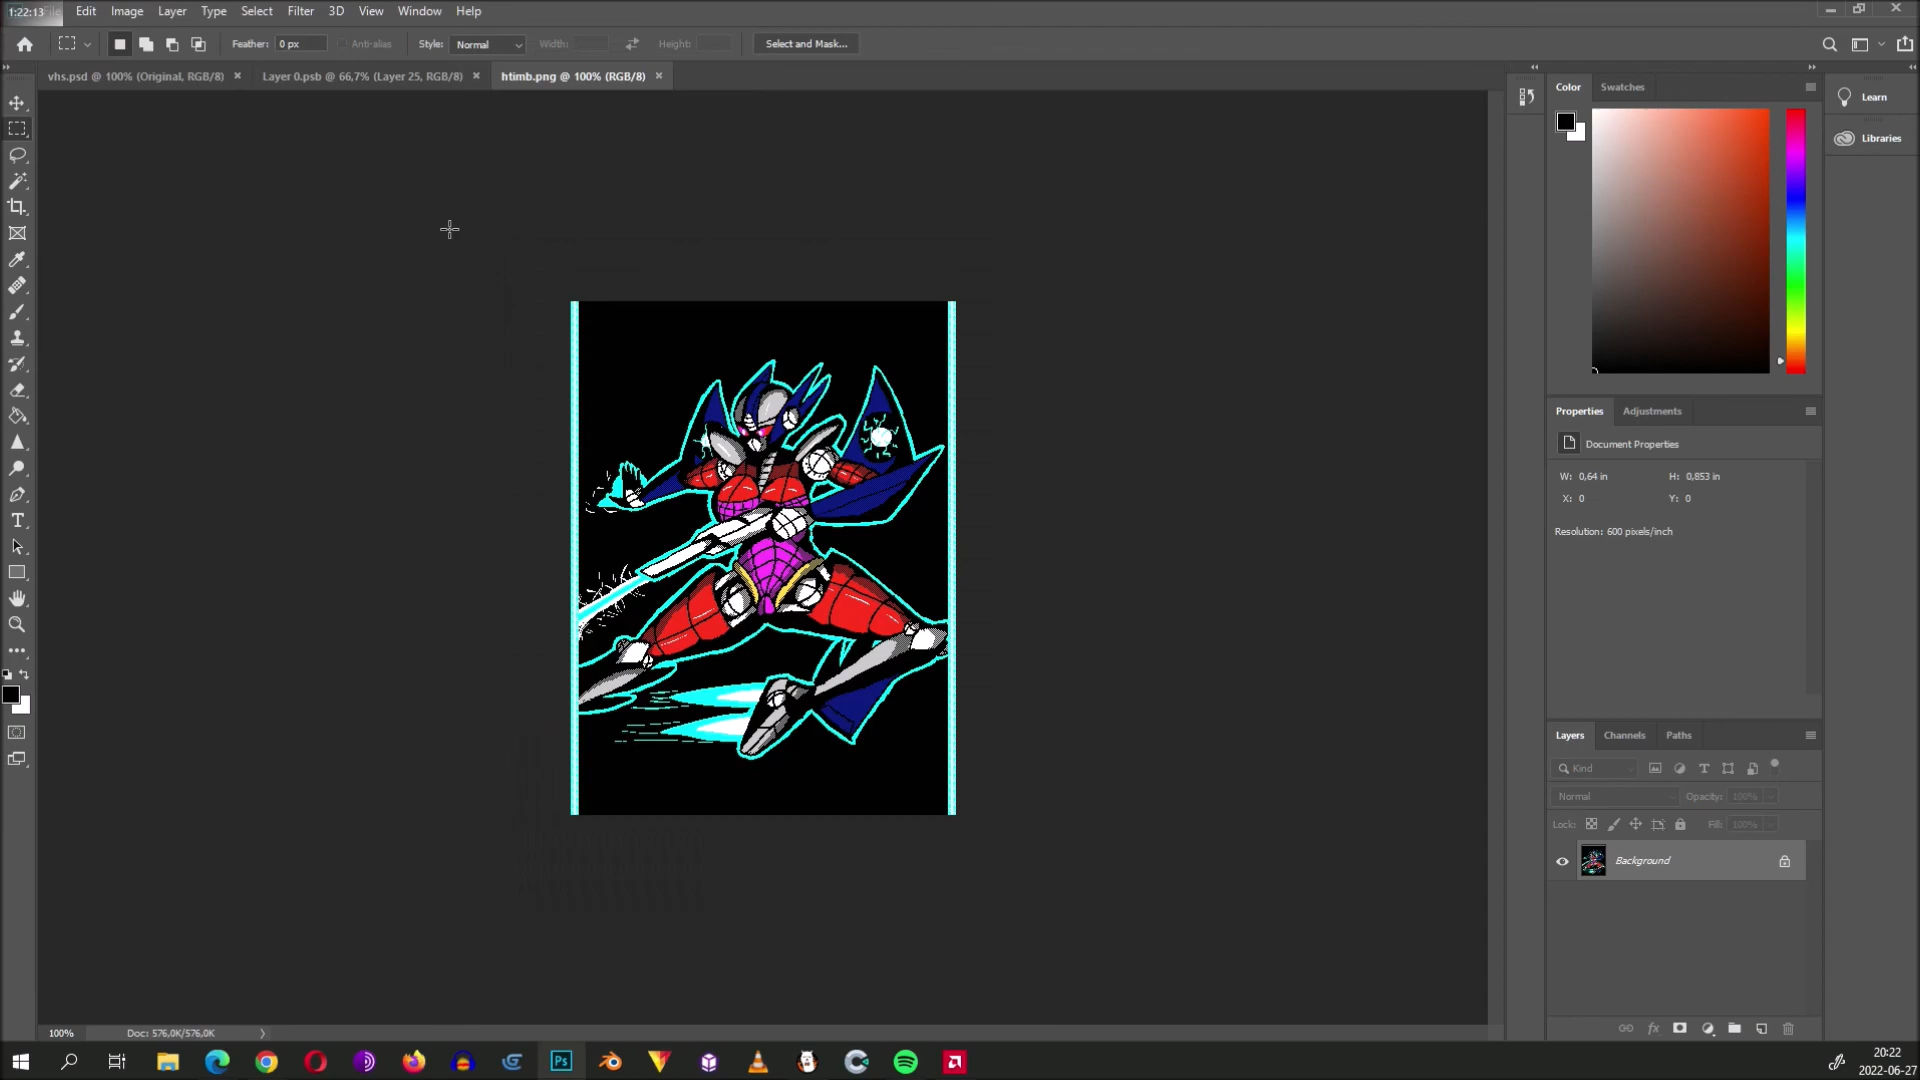 1:22:13
Edit Image Layer Type Select Filter 3D View Window Help
Feather: 0 px Anti-alias Style: Normal Width: Height: Select and Mask...
vhs.psd @ 100% (Original, RGB/8) × Layer 0.psb @ 66,7% (Layer 25, RGB/8) × htimb.png @ 100% (RGB/8) ×
Color Swatches
Learn
Libraries
Properties Adjustments
Document Properties
W: 0,64 in H: 0,853 in
X: 0 Y: 0
Resolution: 600 pixels/inch
Layers Channels Paths
Kind
Normal Opacity: 100%
Lock: Fill: 100%
Background
fx
100% Doc: 576,0K/576,0K
Ps
20:22
2022-06-27